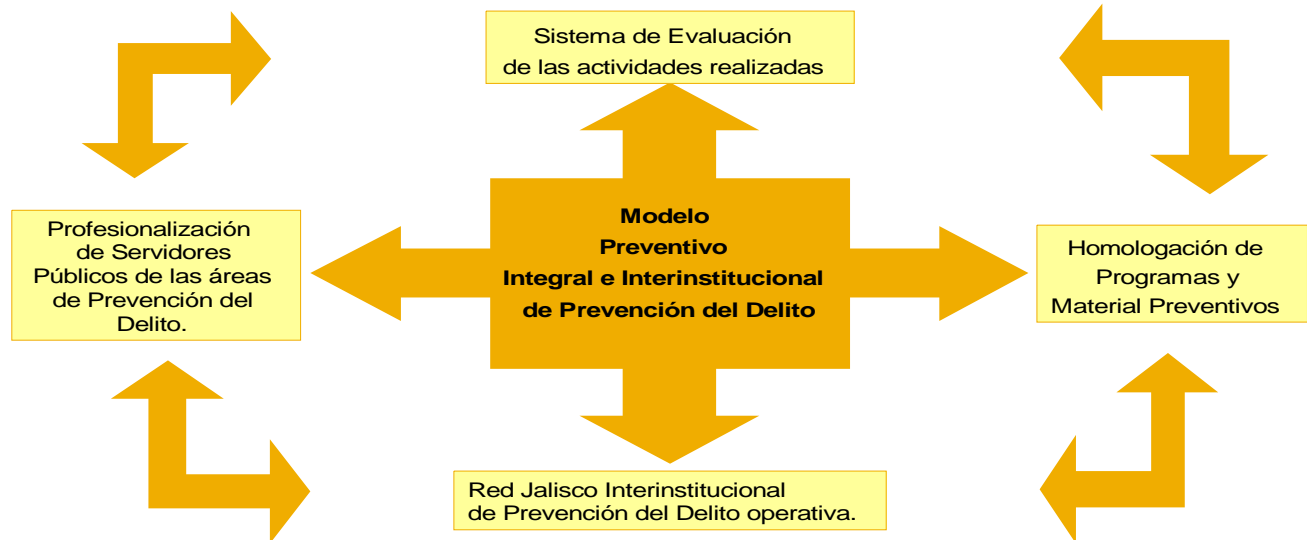 Sistema de Evaluación
de las actividades realizadas
Profesionalización
de Servidores
Públicos de las áreas
de Prevención del
Delito.
Modelo
Preventivo
Integral e Interinstitucional
de Prevención del Delito
Homologación de
Programas y
Material Preventivos
Red Jalisco Interinstitucional
de Prevención del Delito operativa.